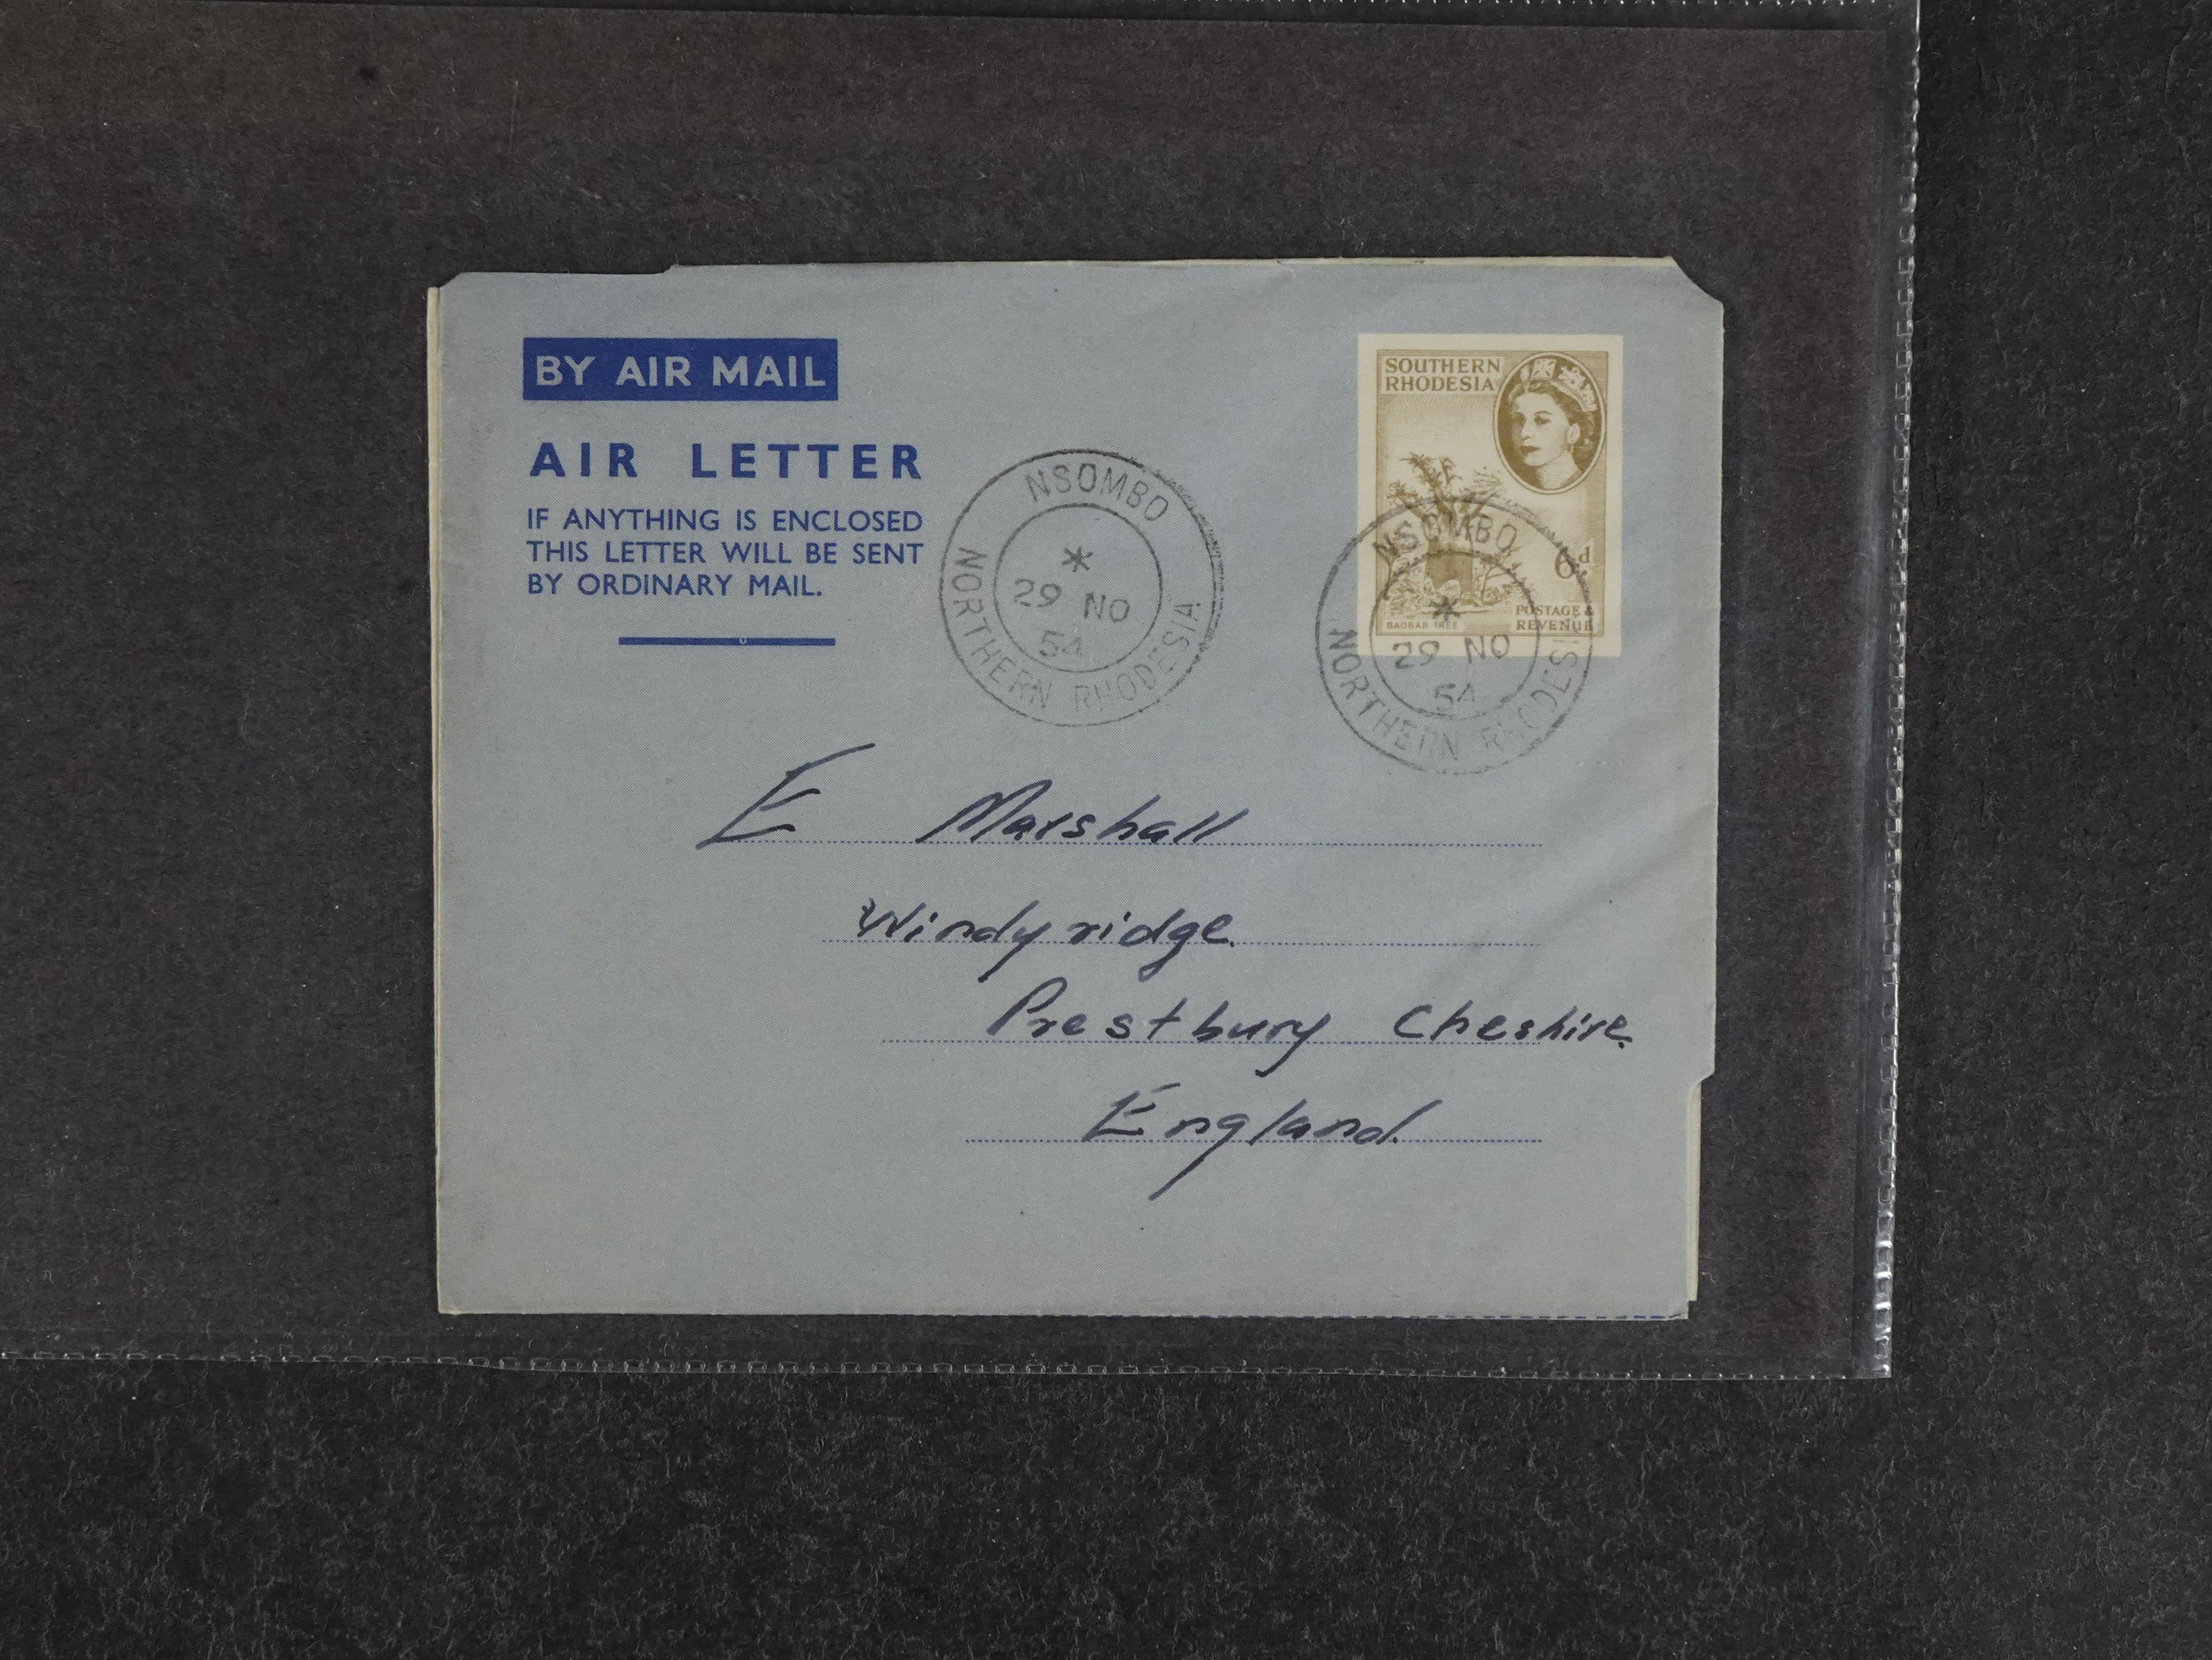 BY AIR MAIL
AIR LETTER
IF ANYTHING IS ENCLOSED
THIS LETTER WILL BE SENT
BY ORDINARY MAIL.
NSOMBO
29 NO
54
NORTHERN RHODESIA
SOUTHERN
RHODESIA
6d
POSTAGE &
REVENUE
BAOBAB TREE
NSOMBO
29 NO
54
NORTHERN RHODESIA
E Marshall
Windyridge.
Prestbury Cheshire.
England.